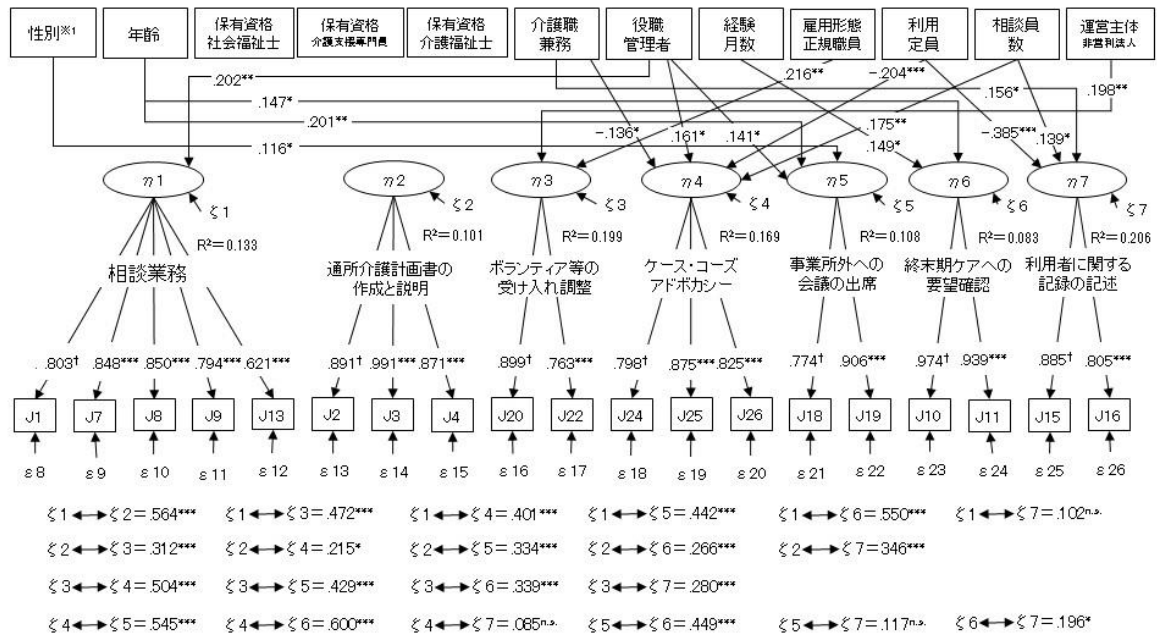 性別※1 年齢 保有資格 社会福祉士 保有資格 介護支援専門員 保有資格 介護福祉士 介護職 兼務 役職 管理者 経験 月数 雇用形態 正規職員 利用 定員 相談員 数 運営主体 非営利法人
.202** .216** -.204*** .198**
.147* .156*
.201** .175**
-.136* .161* .141* -.385*** .139*
.116* .149*
η1 η2 η3 η4 η5 η6 η7
ζ1 ζ2 ζ3 ζ4 ζ5 ζ6 ζ7
R²=0.133 R²=0.101 R²=0.199 R²=0.169 R²=0.108 R²=0.083 R²=0.206
相談業務
通所介護計画書の
作成と説明
ボランティア等の
受け入れ調整
ケース・コーズ
アドボカシー
事業所外への
会議の出席
終末期ケアへの
要望確認
利用者に関する
記録の記述
.803† .848*** .850*** .794*** .621*** .891† .991*** .871*** .899† .763*** .798† .875*** .825*** .774† .906*** .974† .939*** .885† .805***
J1 J7 J8 J9 J13 J2 J3 J4 J20 J22 J24 J25 J26 J18 J19 J10 J11 J15 J16
ε8 ε9 ε10 ε11 ε12 ε13 ε14 ε15 ε16 ε17 ε18 ε19 ε20 ε21 ε22 ε23 ε24 ε25 ε26
ζ1↔ζ2=.564*** ζ1↔ζ3=.472*** ζ1↔ζ4=.401*** ζ1↔ζ5=.442*** ζ1↔ζ6=.550*** ζ1↔ζ7=.102n.s.
ζ2↔ζ3=.312*** ζ2↔ζ4=.215* ζ2↔ζ5=.334*** ζ2↔ζ6=.266*** ζ2↔ζ7=346***
ζ3↔ζ4=.504*** ζ3↔ζ5=.429*** ζ3↔ζ6=.339*** ζ3↔ζ7=.280***
ζ4↔ζ5=.545*** ζ4↔ζ6=.600*** ζ4↔ζ7=.085n.s. ζ5↔ζ6=.449*** ζ5↔ζ7=.117n.s. ζ6↔ζ7=.196*